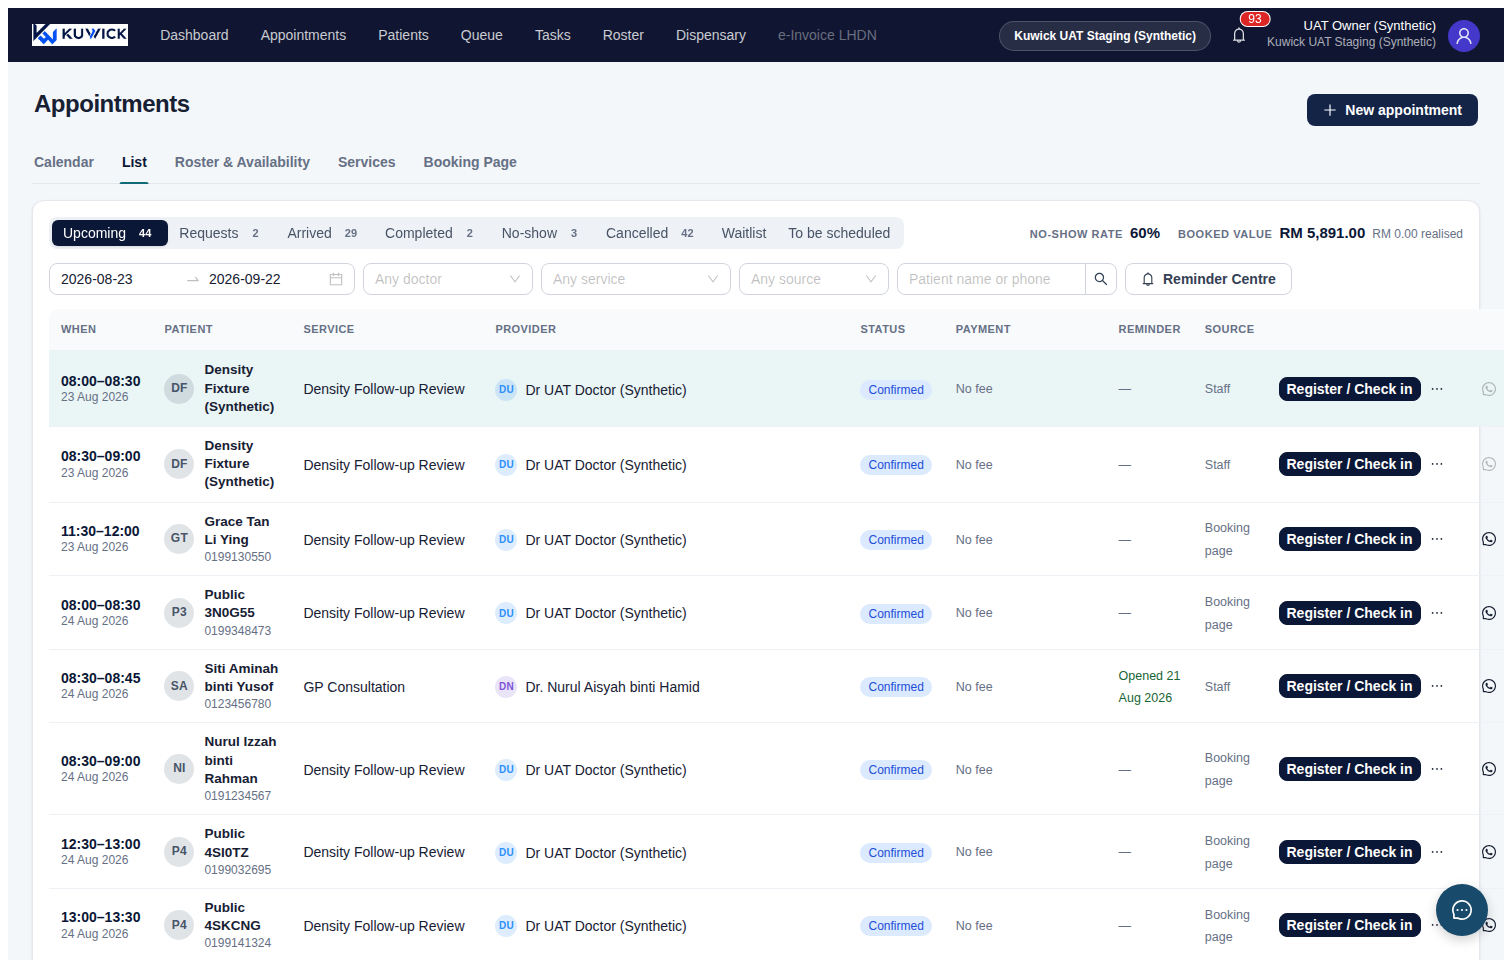 KUWICK
Dashboard Appointments Patients Queue Tasks Roster Dispensary e-Invoice LHDN
Kuwick UAT Staging (Synthetic)
93
UAT Owner (Synthetic)
Kuwick UAT Staging (Synthetic)
Appointments
New appointment
Calendar List Roster & Availability Services Booking Page
Upcoming 44 Requests 2 Arrived 29 Completed 2 No-show 3 Cancelled 42 Waitlist To be scheduled
NO-SHOW RATE 60% BOOKED VALUE RM 5,891.00 RM 0.00 realised
2026-08-23 → 2026-09-22 Any doctor Any service Any source Patient name or phone Reminder Centre
WHEN PATIENT SERVICE PROVIDER STATUS PAYMENT REMINDER SOURCE
08:00–08:30
23 Aug 2026
DF
Density
Fixture
(Synthetic)
Density Follow-up Review
DU Dr UAT Doctor (Synthetic)
Confirmed
No fee
—
Staff
Register / Check in ···
08:30–09:00
23 Aug 2026
DF
Density
Fixture
(Synthetic)
Density Follow-up Review
DU Dr UAT Doctor (Synthetic)
Confirmed
No fee
—
Staff
Register / Check in ···
11:30–12:00
23 Aug 2026
GT
Grace Tan
Li Ying
0199130550
Density Follow-up Review
DU Dr UAT Doctor (Synthetic)
Confirmed
No fee
—
Booking
page
Register / Check in ···
08:00–08:30
24 Aug 2026
P3
Public
3N0G55
0199348473
Density Follow-up Review
DU Dr UAT Doctor (Synthetic)
Confirmed
No fee
—
Booking
page
Register / Check in ···
08:30–08:45
24 Aug 2026
SA
Siti Aminah
binti Yusof
0123456780
GP Consultation
DN Dr. Nurul Aisyah binti Hamid
Confirmed
No fee
Opened 21
Aug 2026
Staff
Register / Check in ···
08:30–09:00
24 Aug 2026
NI
Nurul Izzah
binti
Rahman
0191234567
Density Follow-up Review
DU Dr UAT Doctor (Synthetic)
Confirmed
No fee
—
Booking
page
Register / Check in ···
12:30–13:00
24 Aug 2026
P4
Public
4SI0TZ
0199032695
Density Follow-up Review
DU Dr UAT Doctor (Synthetic)
Confirmed
No fee
—
Booking
page
Register / Check in ···
13:00–13:30
24 Aug 2026
P4
Public
4SKCNG
0199141324
Density Follow-up Review
DU Dr UAT Doctor (Synthetic)
Confirmed
No fee
—
Booking
page
Register / Check in ···